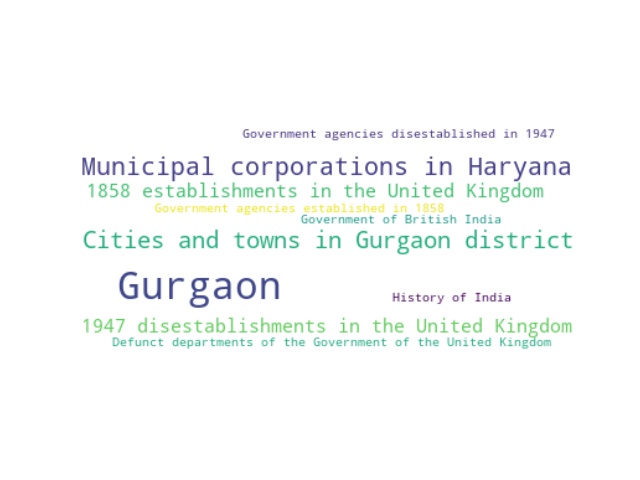 Government agencies disestablished in 1947
Municipal corporations in Haryana
1858 establishments in the United Kingdom
Government agencies established in 1858
Government of British India
Cities and towns in Gurgaon district
Gurgaon
History of India
1947 disestablishments in the United Kingdom
Defunct departments of the Government of the United Kingdom